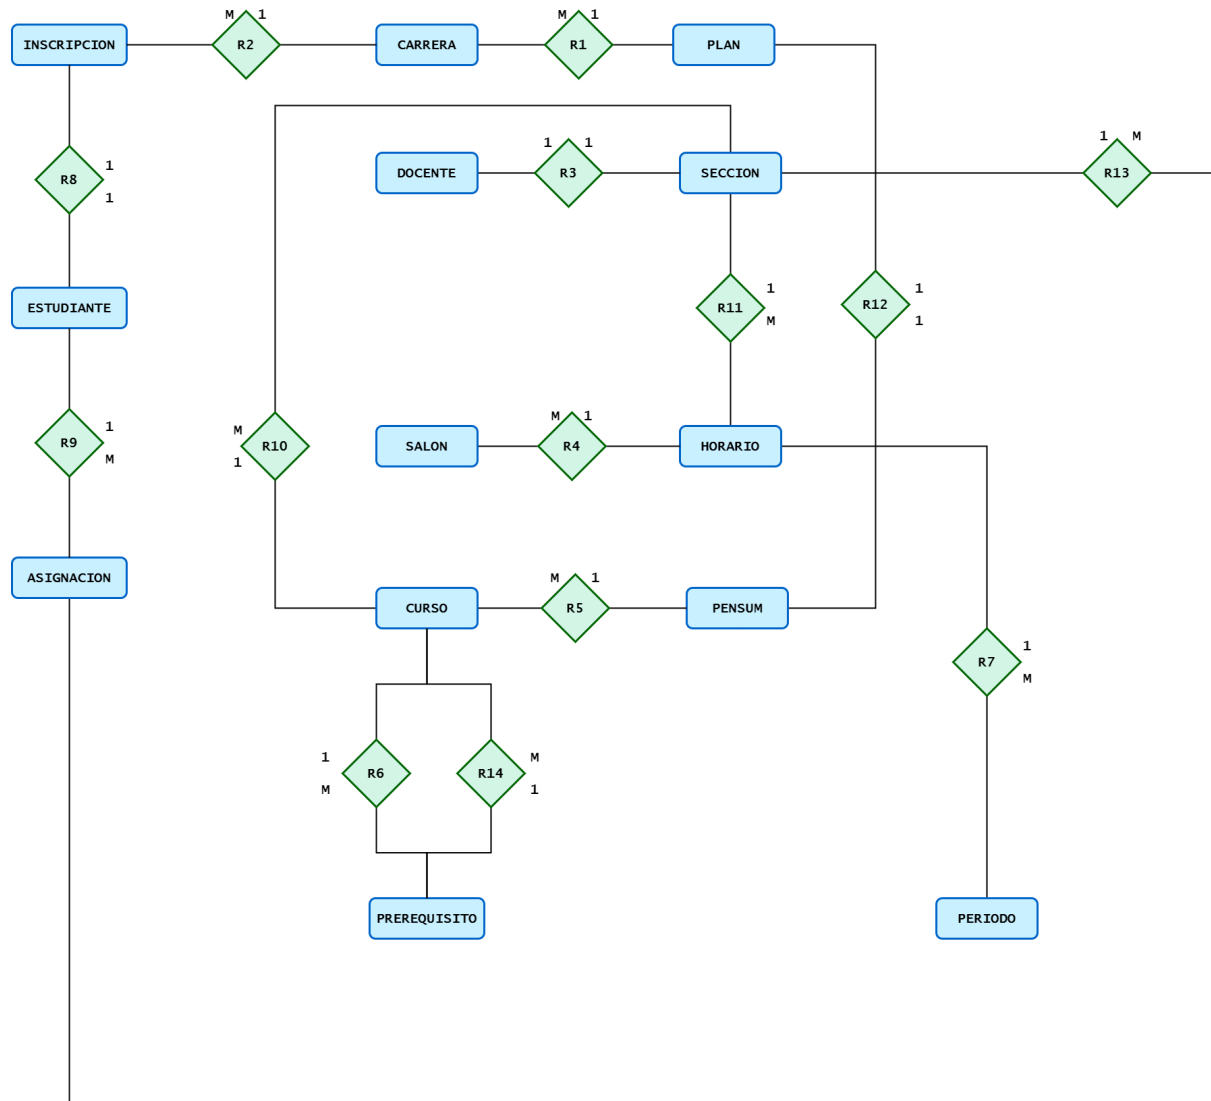 M 1 M 1
INSCRIPCION R2 CARRERA R1 PLAN
1 1 1 M
DOCENTE R3 SECCION R13
1
R8
1
1 1
ESTUDIANTE R11 R12
M 1
M 1
1 M
R9 R10 SALON R4 HORARIO
M 1
ASIGNACION M 1
CURSO R5 PENSUM
1
R7
M
1 M
R6 R14
M 1
PREREQUISITO PERIODO